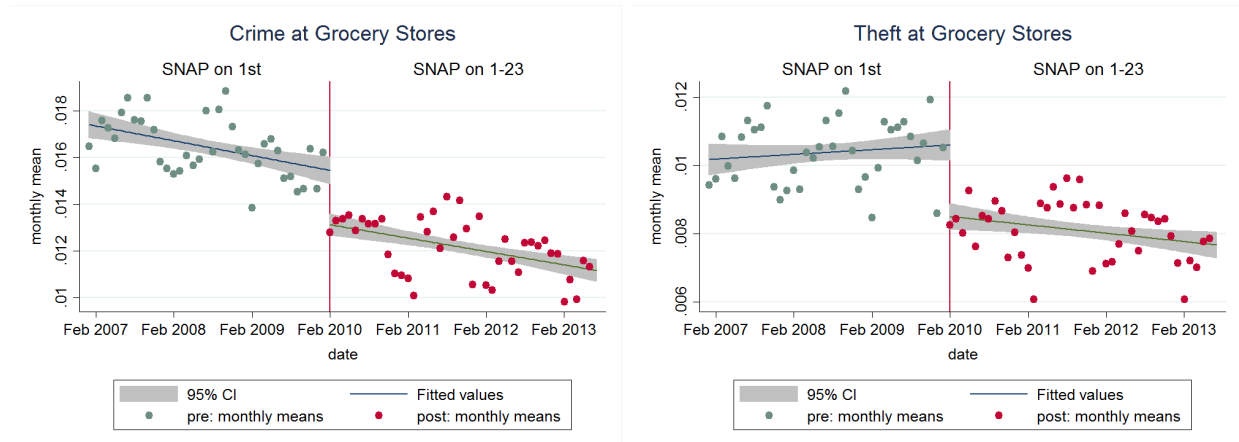 Crime at Grocery Stores
SNAP on 1st
SNAP on 1-23
monthly mean
.018
.016
.014
.012
.01
Feb 2007
Feb 2008
Feb 2009
Feb 2010
Feb 2011
Feb 2012
Feb 2013
date
95% CI
Fitted values
pre: monthly means
post: monthly means
Theft at Grocery Stores
SNAP on 1st
SNAP on 1-23
monthly mean
.012
.01
.008
.006
Feb 2007
Feb 2008
Feb 2009
Feb 2010
Feb 2011
Feb 2012
Feb 2013
date
95% CI
Fitted values
pre: monthly means
post: monthly means